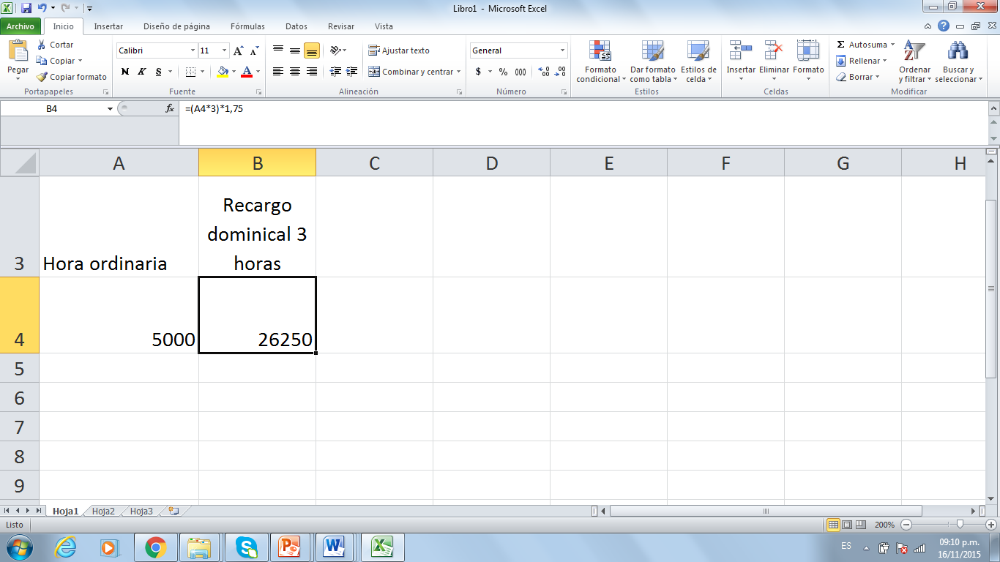 Libro1 - Microsoft Excel
Archivo Inicio Insertar Diseño de página Fórmulas Datos Revisar Vista
Pegar
Cortar
Copiar
Copiar formato
Portapapeles
Calibri 11
N K S
Fuente
Ajustar texto
Combinar y centrar
Alineación
General
$ % 000
Número
Formato condicional
Dar formato como tabla
Estilos de celda
Estilos
Insertar Eliminar Formato
Celdas
Autosuma
Rellenar
Borrar
Ordenar y filtrar
Buscar y seleccionar
Modificar
B4 fx =(A4*3)*1,75
A B C D E F G H
3 Hora ordinaria
Recargo
dominical 3
horas
4 5000 26250
5
6
7
8
9
Hoja1 Hoja2 Hoja3
Listo 200%
ES 09:10 p.m.
16/11/2015